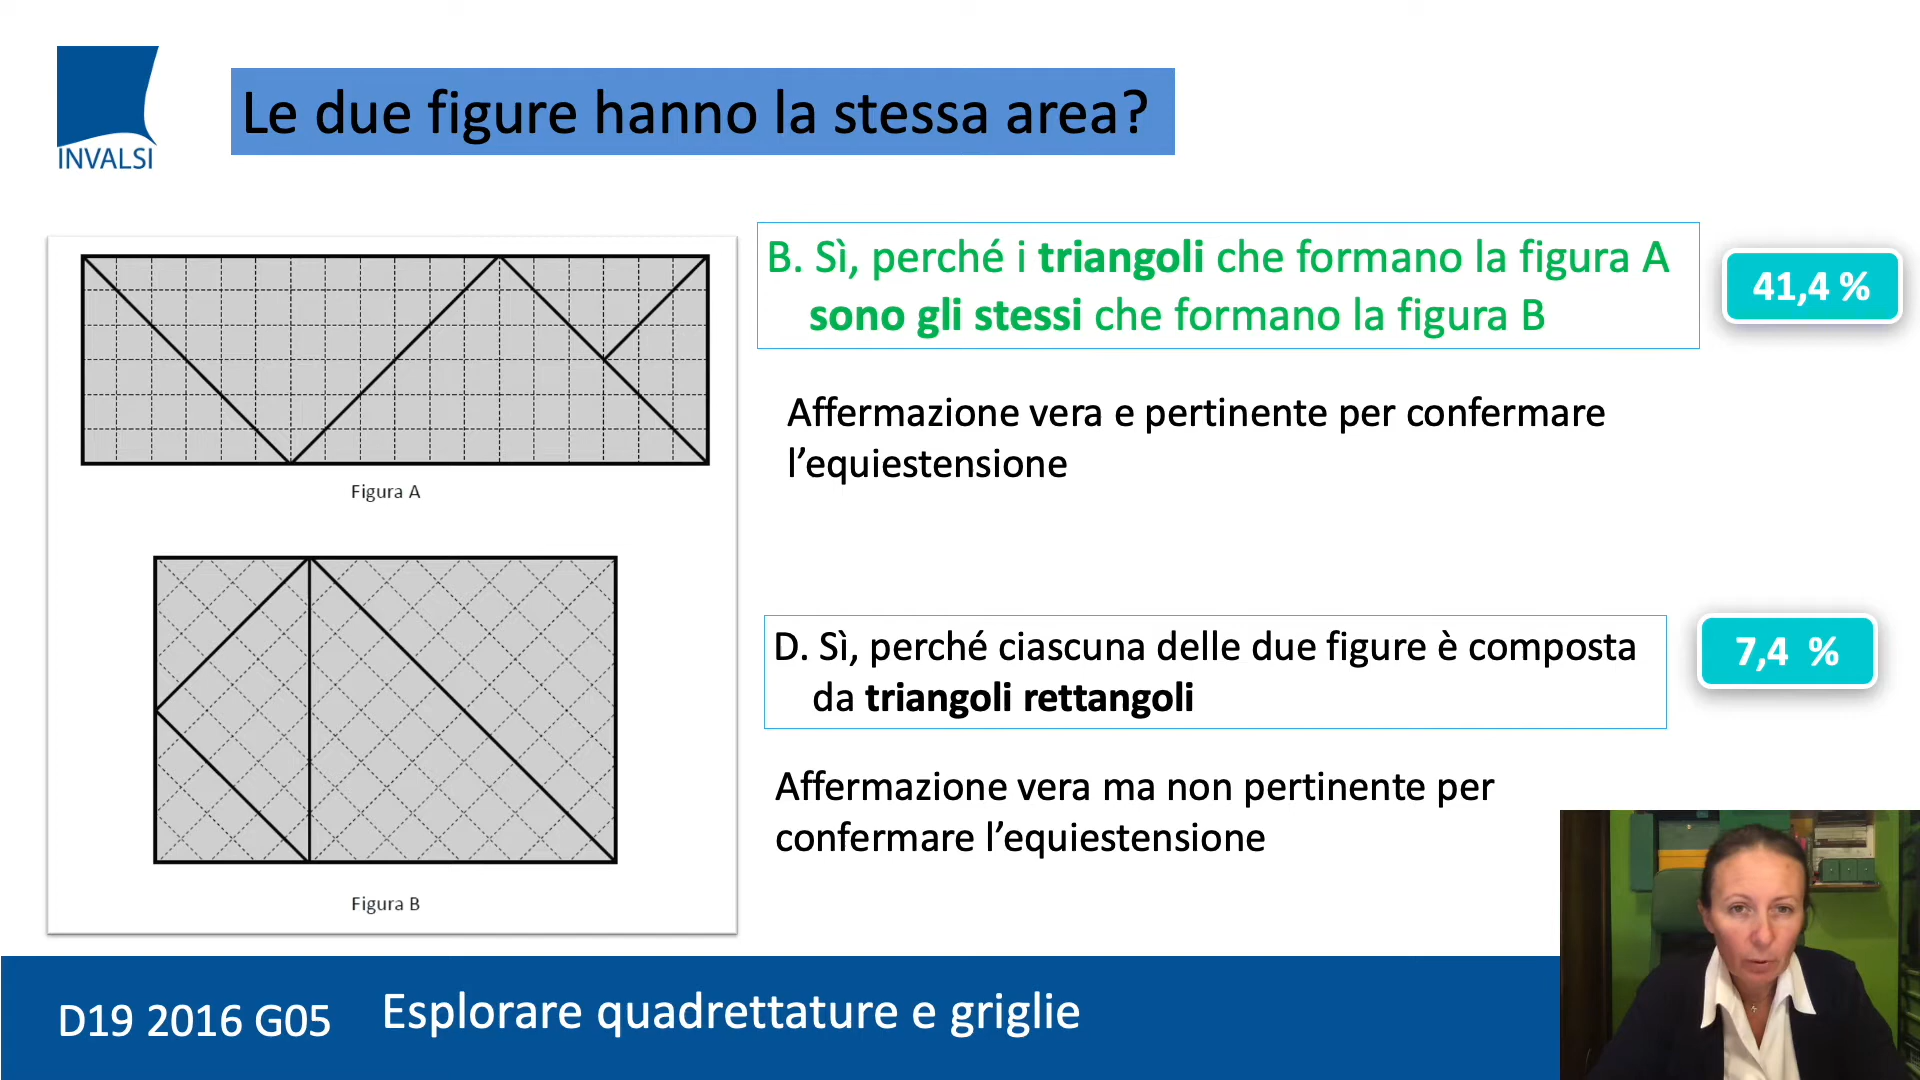 INVALSI
Le due figure hanno la stessa area?
B. Sì, perché i triangoli che formano la figura A
sono gli stessi che formano la figura B
41,4 %
Affermazione vera e pertinente per confermare
l’equiestensione
Figura A
D. Sì, perché ciascuna delle due figure è composta
da triangoli rettangoli
7,4 %
Affermazione vera ma non pertinente per
confermare l’equiestensione
Figura B
D19 2016 G05 Esplorare quadrettature e griglie